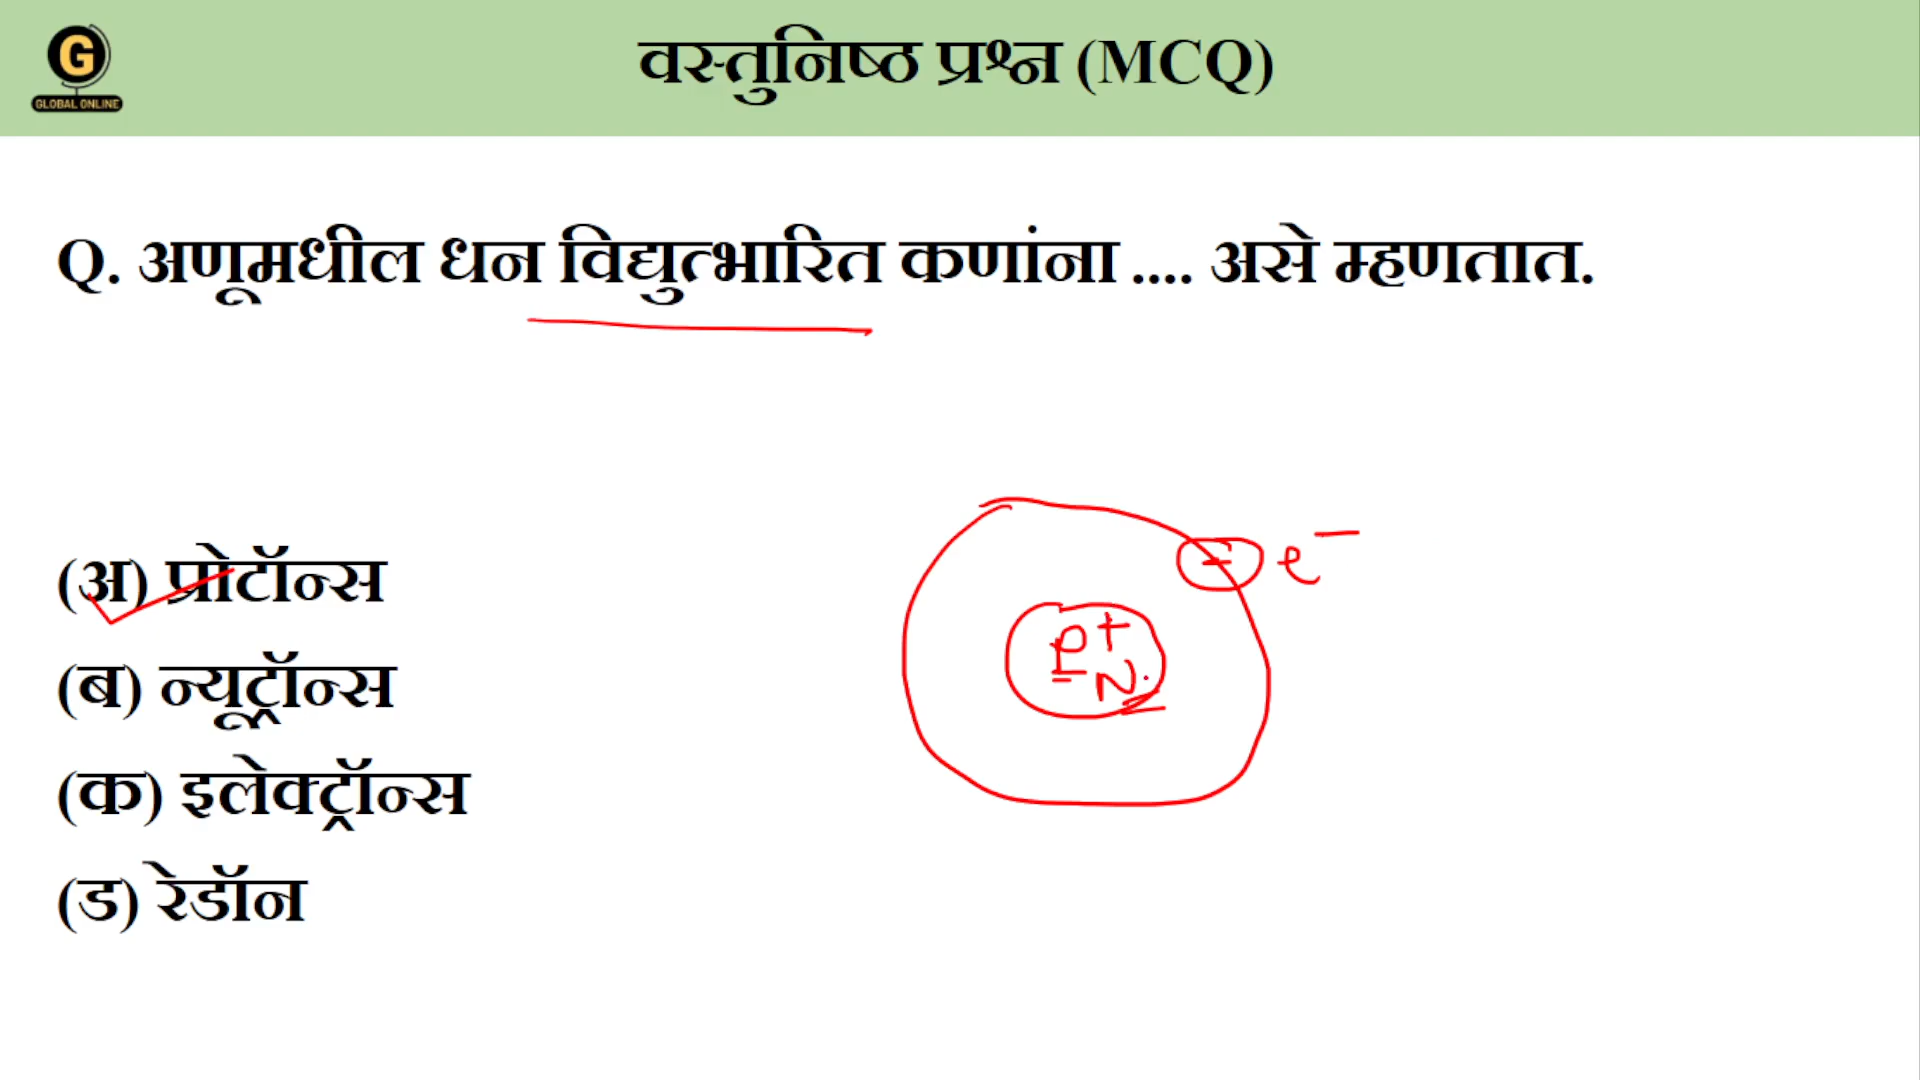 G
GLOBAL ONLINE
वस्तुनिष्ठ प्रश्न (MCQ)
Q. अणूमधील धन विद्युत्भारित कणांना .... असे म्हणतात.
(अ) प्रोटॉन्स
(ब) न्यूट्रॉन्स
(क) इलेक्ट्रॉन्स
(ड) रेडॉन
- e⁻
P+
N